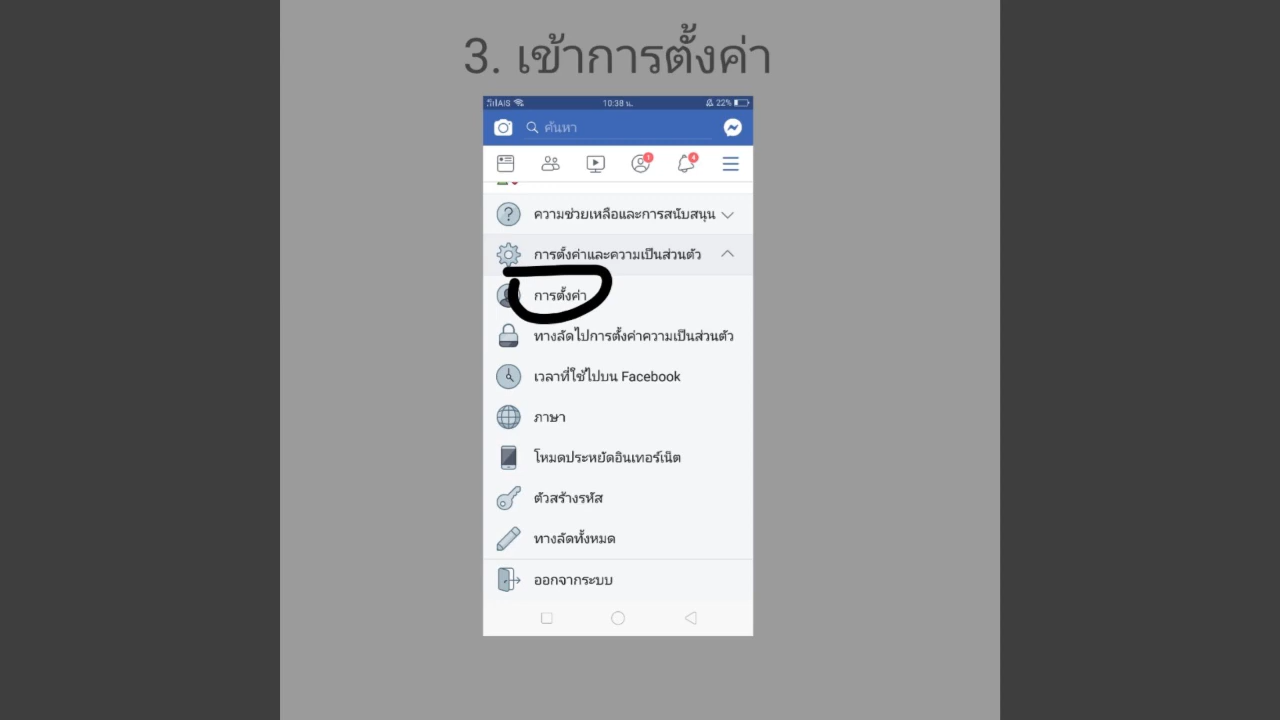 3. เข้าการตั้งค่า
AIS 10:38 น. 22%
ค้นหา
1 4
ความช่วยเหลือและการสนับสนุน
การตั้งค่าและความเป็นส่วนตัว
การตั้งค่า
ทางลัดไปการตั้งค่าความเป็นส่วนตัว
เวลาที่ใช้ไปบน Facebook
ภาษา
โหมดประหยัดอินเทอร์เน็ต
ตัวสร้างรหัส
ทางลัดทั้งหมด
ออกจากระบบ